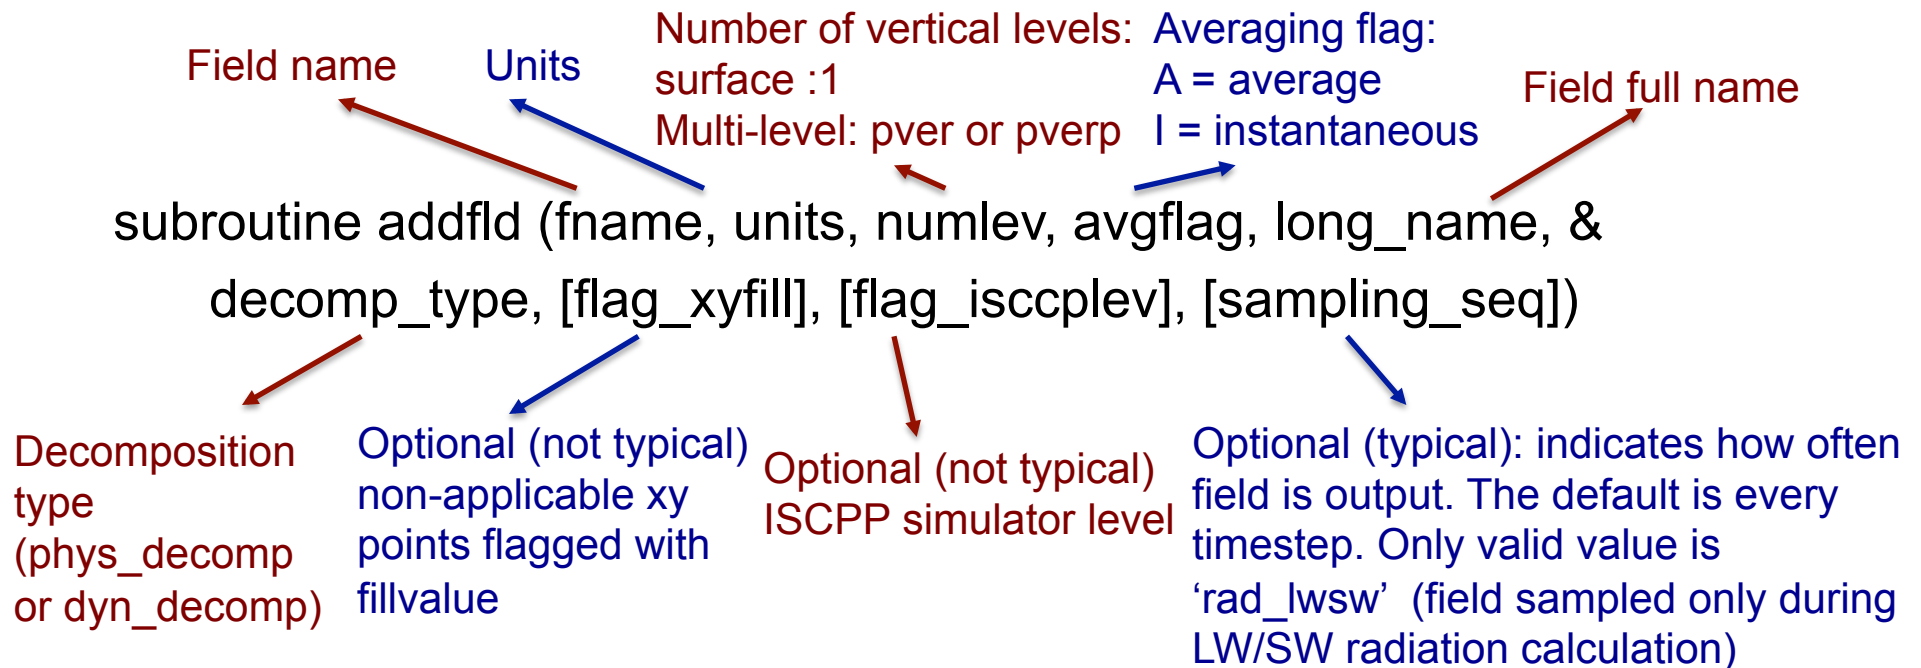 Field name
Units
Number of vertical levels:
surface :1
Multi-level: pver or pverp
Averaging flag:
A = average
I = instantaneous
Field full name
subroutine addfld (fname, units, numlev, avgflag, long_name, &
decomp_type, [flag_xyfill], [flag_isccplev], [sampling_seq])
Decomposition
type
(phys_decomp
or dyn_decomp)
Optional (not typical)
non-applicable xy
points flagged with
fillvalue
Optional (not typical)
ISCPP simulator level
Optional (typical): indicates how often
field is output. The default is every
timestep. Only valid value is
‘rad_lwsw’ (field sampled only during
LW/SW radiation calculation)